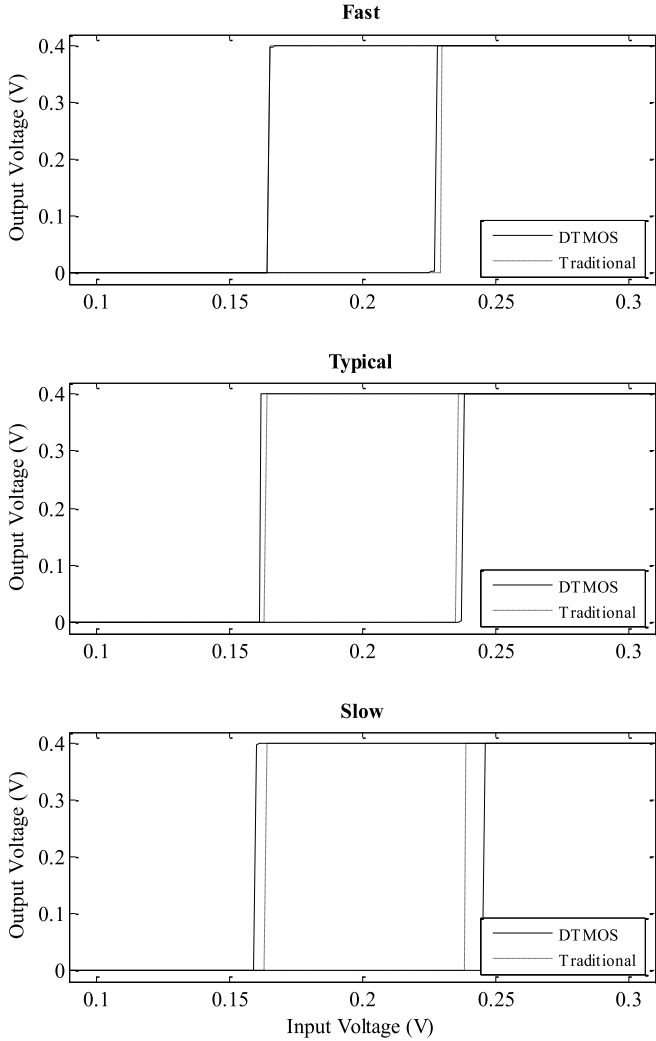 Fast
Output Voltage (V)
0.4
0.3
0.2
0.1
0
DTMOS
Traditional
0.1 0.15 0.2 0.25 0.3
Typical
Output Voltage (V)
0.4
0.3
0.2
0.1
0
DTMOS
Traditional
0.1 0.15 0.2 0.25 0.3
Slow
Output Voltage (V)
0.4
0.3
0.2
0.1
0
DTMOS
Traditional
0.1 0.15 0.2 0.25 0.3
Input Voltage (V)